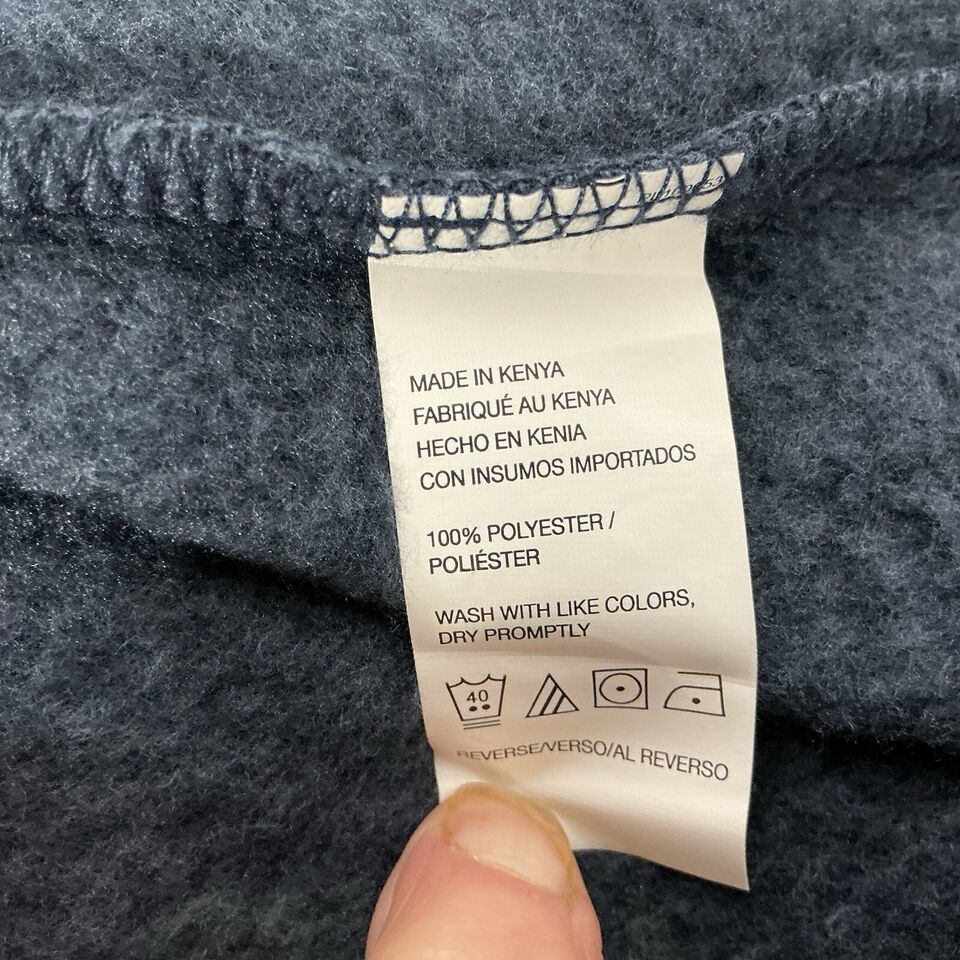 MADE IN KENYA
FABRIQUÉ AU KENYA
HECHO EN KENIA
CON INSUMOS IMPORTADOS
100% POLYESTER /
POLIÉSTER
WASH WITH LIKE COLORS,
DRY PROMPTLY
40
REVERSE/VERSO/AL REVERSO